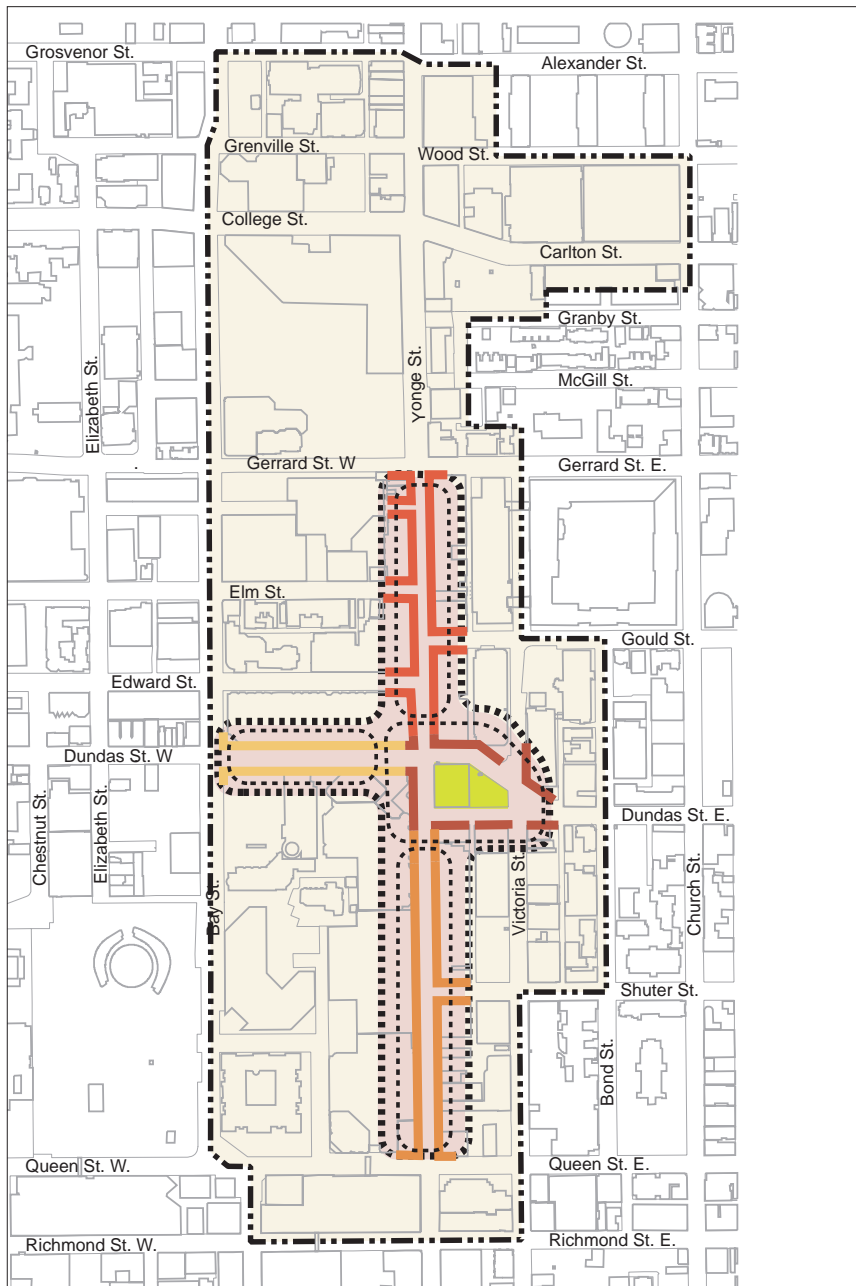 Grosvenor St.
Alexander St.
Grenville St.
Wood St.
College St.
Carlton St.
Granby St.
Yonge St.
Elizabeth St.
McGill St.
Gerrard St. W
Gerrard St. E.
Elm St.
Gould St.
Edward St.
Dundas St. W
Dundas St. E.
Chestnut St.
Elizabeth St.
Bay St.
Victoria St.
Church St.
Shuter St.
Bond St.
Queen St. W.
Queen St. E.
Richmond St. W.
Richmond St. E.